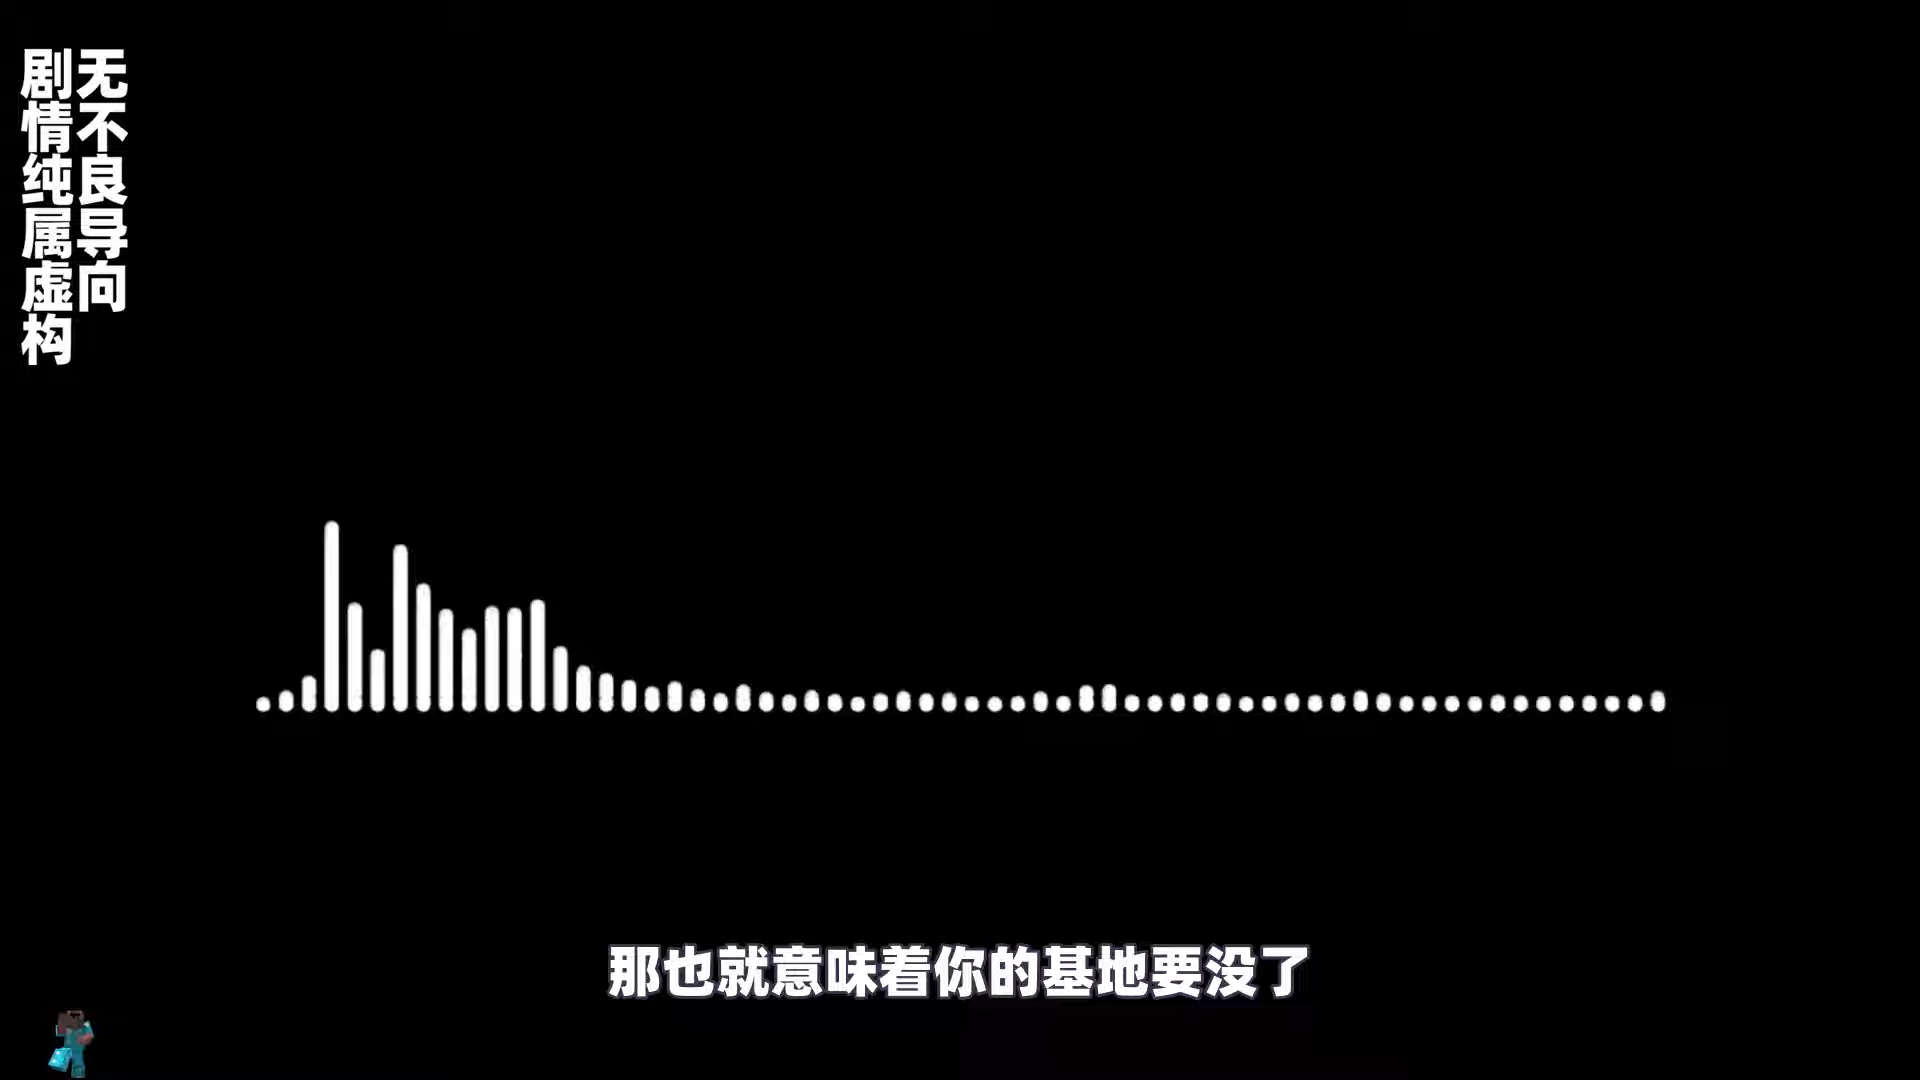 剧情纯属虚构
无不良导向
那也就意味着你的基地要没了